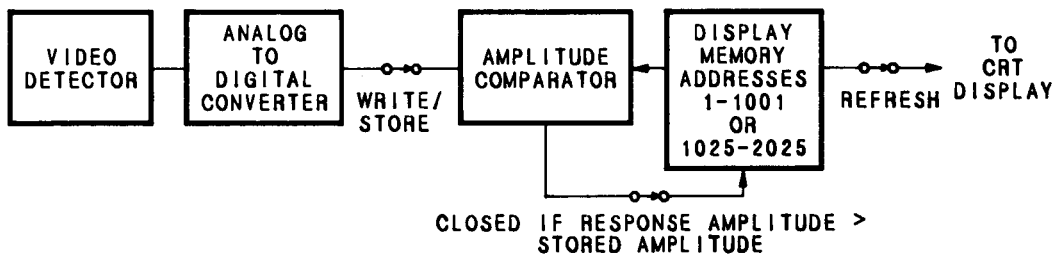 VIDEO
DETECTOR
ANALOG
TO
DIGITAL
CONVERTER
WRITE/
STORE
AMPLITUDE
COMPARATOR
DISPLAY
MEMORY
ADDRESSES
1-1001
OR
1025-2025
REFRESH
TO
CRT
DISPLAY
CLOSED IF RESPONSE AMPLITUDE >
STORED AMPLITUDE